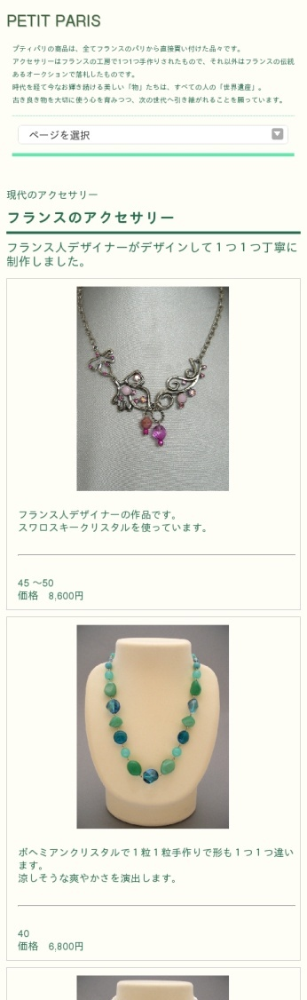 PETIT PARIS
プティパリの商品は、全てフランスのパリから直接買い付けた品々です。
アクセサリーはフランスの工房で1つ1つ手作りされたもので、それ以外はフランスの伝統
あるオークションで落札したものです。
時代を経て今なお輝き続ける美しい「物」たちは、すべての人の「世界遺産」。
古き良き物を大切に使う心を育みつつ、次の世代へ引き継がれることを願っています。
ページを選択
現代のアクセサリー
フランスのアクセサリー
フランス人デザイナーがデザインして１つ１つ丁寧に
制作しました。
フランス人デザイナーの作品です。
スワロスキークリスタルを使っています。
45 〜50
価格　8,600円
ボヘミアンクリスタルで１粒１粒手作りで形も１つ１つ違い
ます。
涼しそうな爽やかさを演出します。
40
価格　6,800円